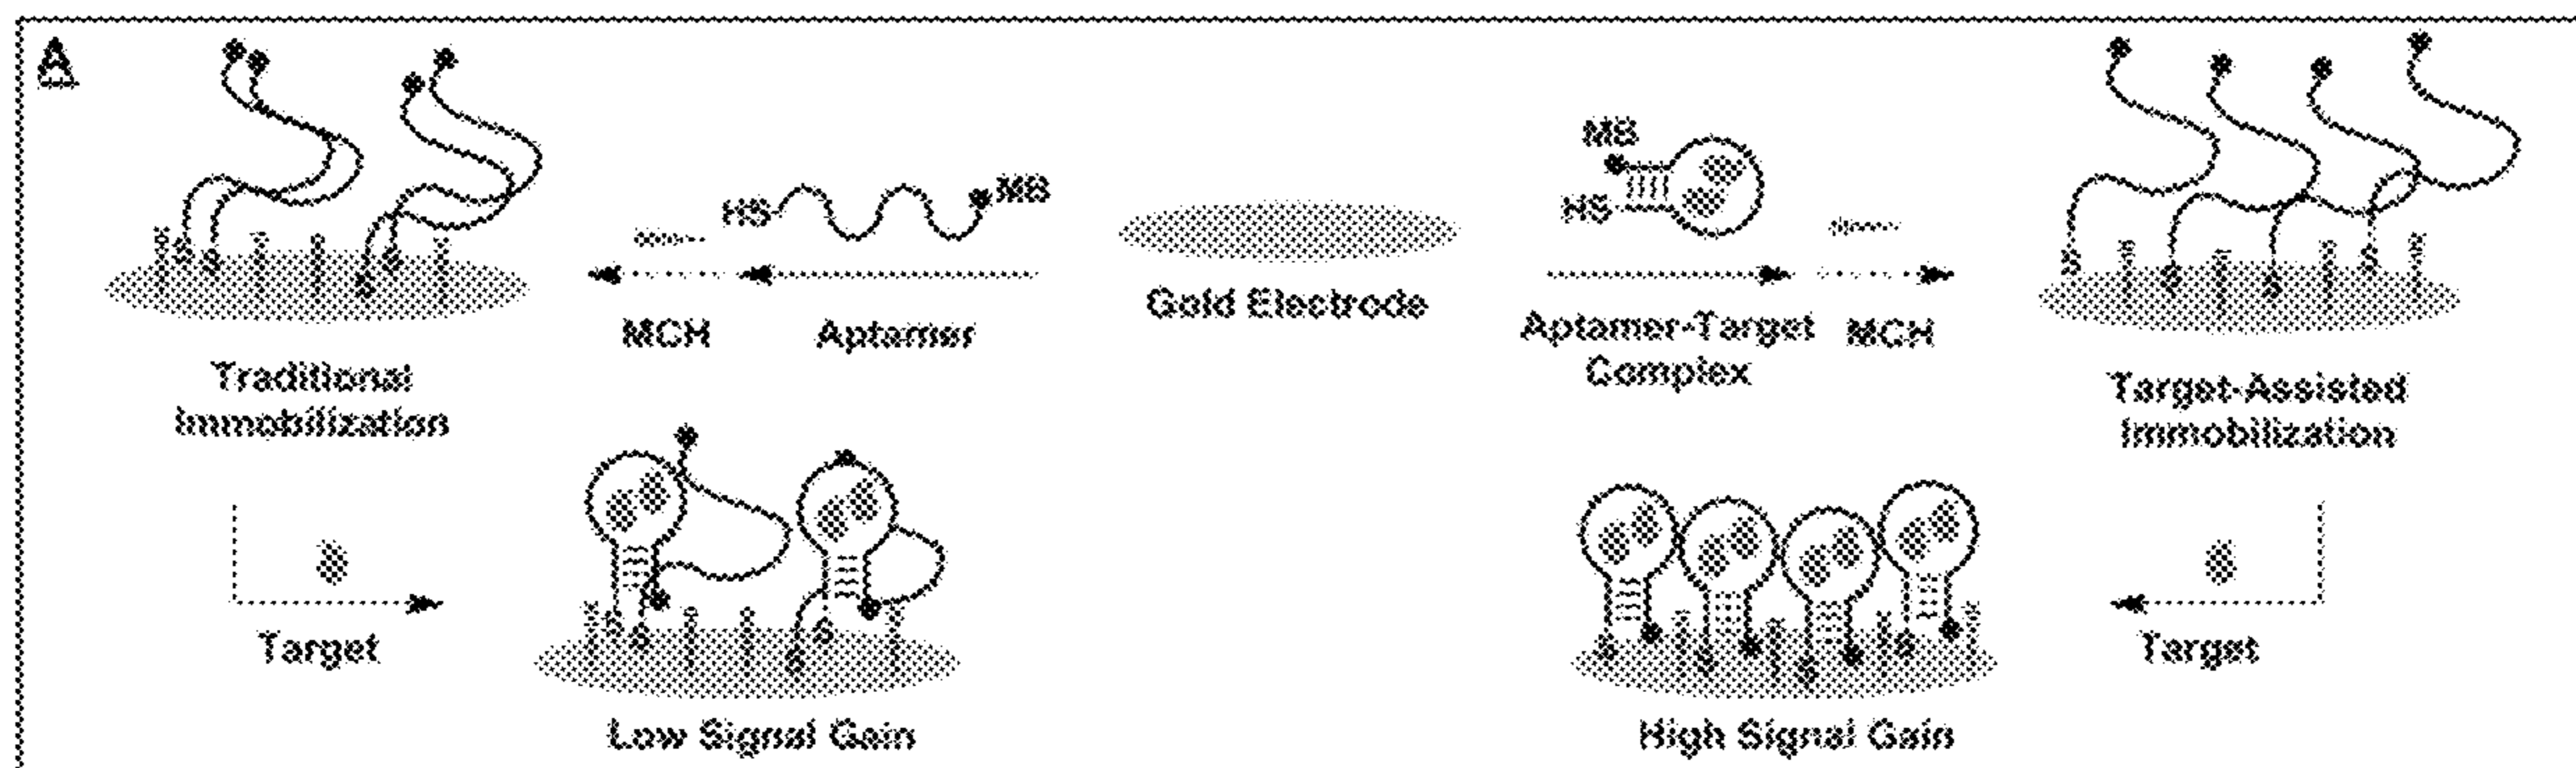 A
MB
HS
MB
HS
S
S
S
S
S
S
S
S
Gold Electrode
MCH
Aptamer
Aptamer-Target
Complex
MCH
Traditional
Immobilization
Target-Assisted
Immobilization
S
S
S
S
S
S
S
S
Target
Target
Low Signal Gain
High Signal Gain